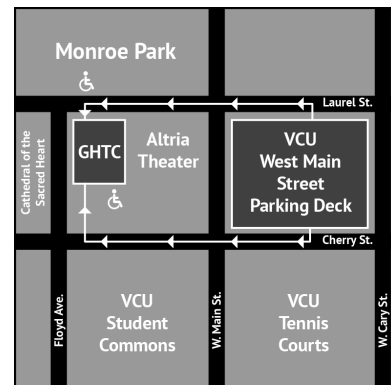 Monroe Park
Laurel St.
Cathedral of the
Sacred Heart
GHTC
Altria
Theater
VCU
West Main
Street
Parking Deck
Cherry St.
Floyd Ave.
VCU
Student
Commons
W. Main St.
VCU
Tennis
Courts
W. Cary St.